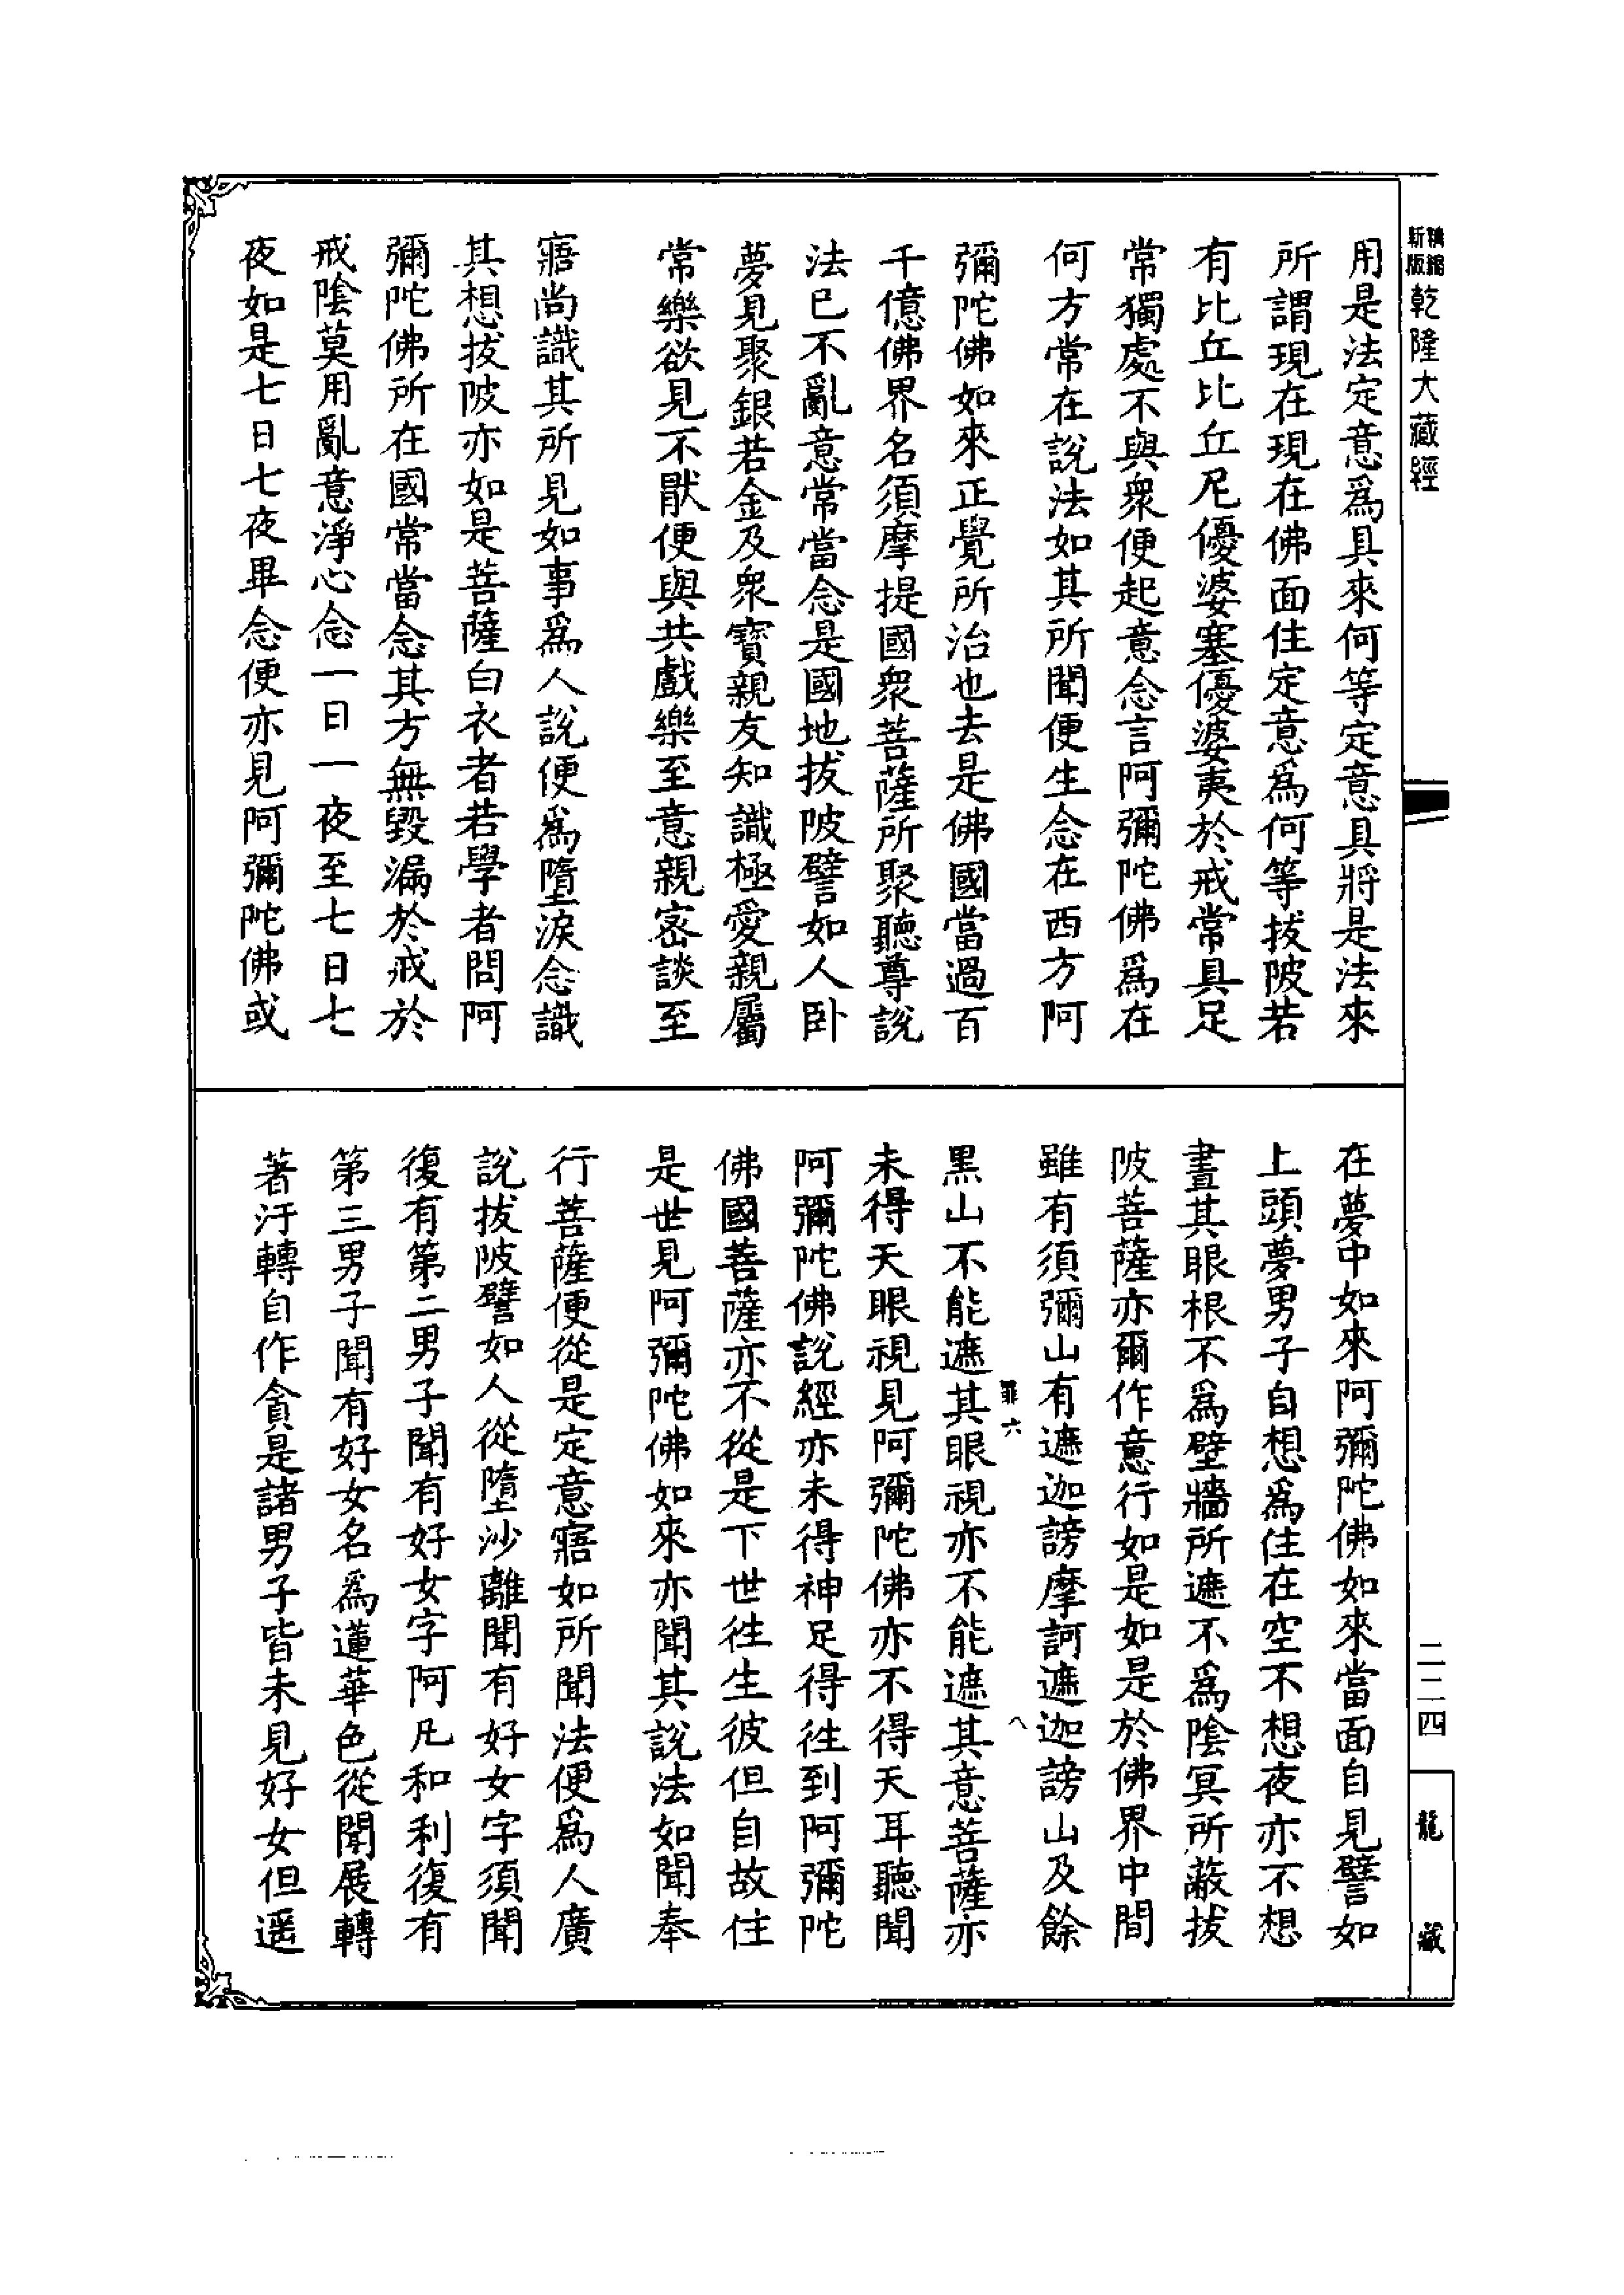 新版精縮乾隆大藏經
用是法定意爲具來何等定意具將是法來
所謂現在現在佛面住定意爲何等拔陂若
有比丘比丘尼優婆塞優婆夷於戒常具足
常獨處不與衆便起意念言阿彌陀佛爲在
何方常在說法如其所聞便生念在西方阿
彌陀佛如來正覺所治也去是佛國當過百
千億佛界名須摩提國衆菩薩所聚聽尊說
法已不亂意常當念是國地拔陂譬如人卧
夢見聚銀若金及衆寶親友知識極愛親屬
常樂欲見不猒便與共戲樂至意親密談至
寤尚識其所見如事爲人說便爲墮淚念識
其想拔陂亦如是菩薩白衣者若學者問阿
彌陀佛所在國常當念其方無毀漏於戒於
戒陰莫用亂意淨心念一日一夜至七日七
夜如是七日七夜畢念便亦見阿彌陀佛或
在夢中如來阿彌陀佛如來當面自見譬如
上頭夢男子自想爲住在空不想夜亦不想
晝其眼根不爲壁牆所遮不爲陰冥所蔽拔
陂菩薩亦爾作意行如是如是於佛界中間
雖有須彌山有遮迦謗摩訶遮迦謗山及餘
罪六 八
黑山不能遮其眼視亦不能遮其意菩薩亦
未得天眼視見阿彌陀佛亦不得天耳聽聞
阿彌陀佛說經亦未得神足得往到阿彌陀
佛國菩薩亦不從是下世往生彼但自故住
是世見阿彌陀佛如來亦聞其說法如聞奉
行菩薩便從是定意寤如所聞法便爲人廣
說拔陂譬如人從墮沙離聞有好女字須聞
復有第二男子聞有好女字阿凡和利復有
第三男子聞有好女名爲蓮華色從聞展轉
著汙轉自作貪是諸男子皆未見好女但遥
二二四
龍藏